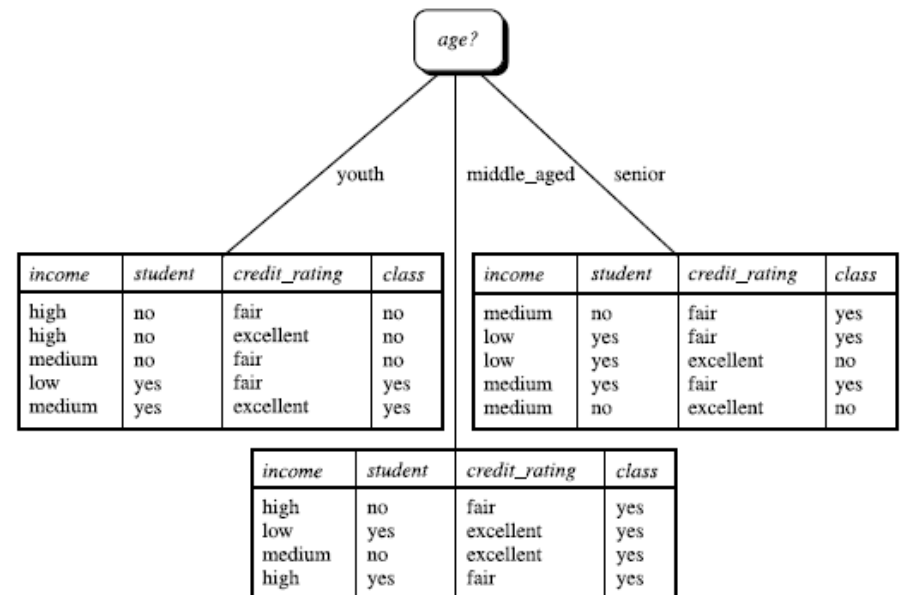 age?
youth middle_aged senior
income student credit_rating class
high no fair no
high no excellent no
medium no fair no
low yes fair yes
medium yes excellent yes
income student credit_rating class
medium no fair yes
low yes fair yes
low yes excellent no
medium yes fair yes
medium no excellent no
income student credit_rating class
high no fair yes
low yes excellent yes
medium no excellent yes
high yes fair yes